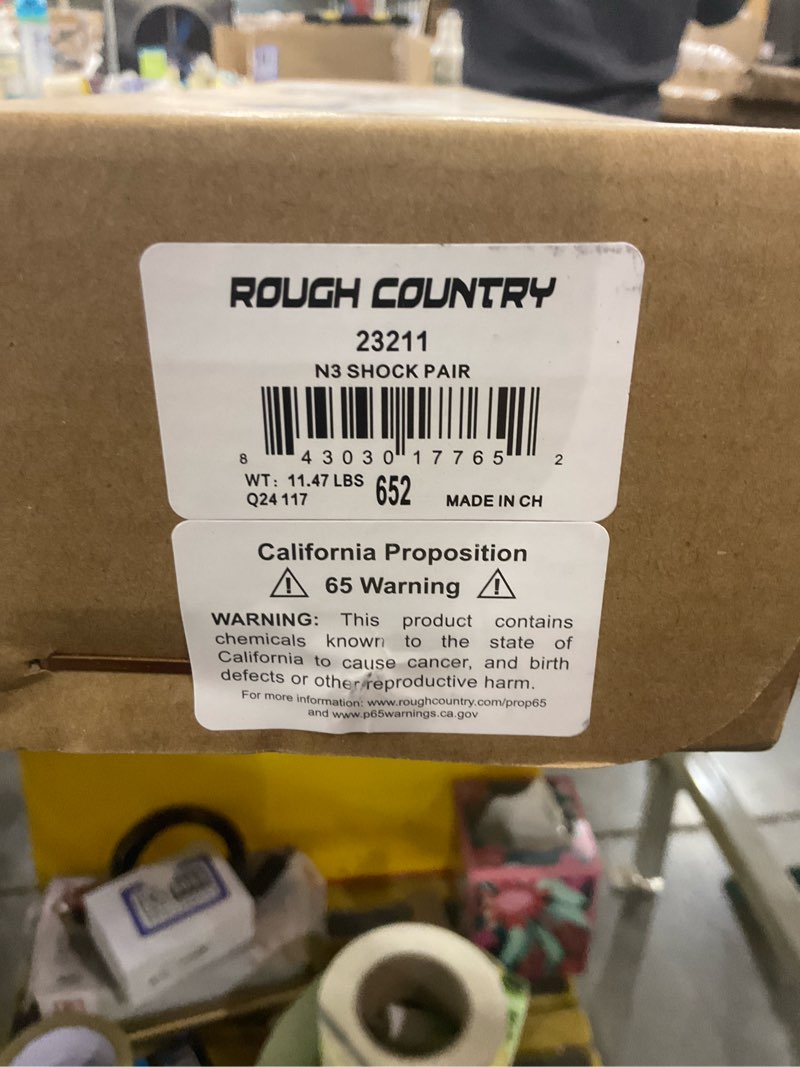 ROUGH COUNTRY
23211
N3 SHOCK PAIR
8 43030 17765 2
WT: 11.47 LBS 652
Q24 117 MADE IN CH
California Proposition
65 Warning
WARNING: This product contains
chemicals known to the state of
California to cause cancer, and birth
defects or other reproductive harm.
For more information: www.roughcountry.com/prop65
and www.p65warnings.ca.gov